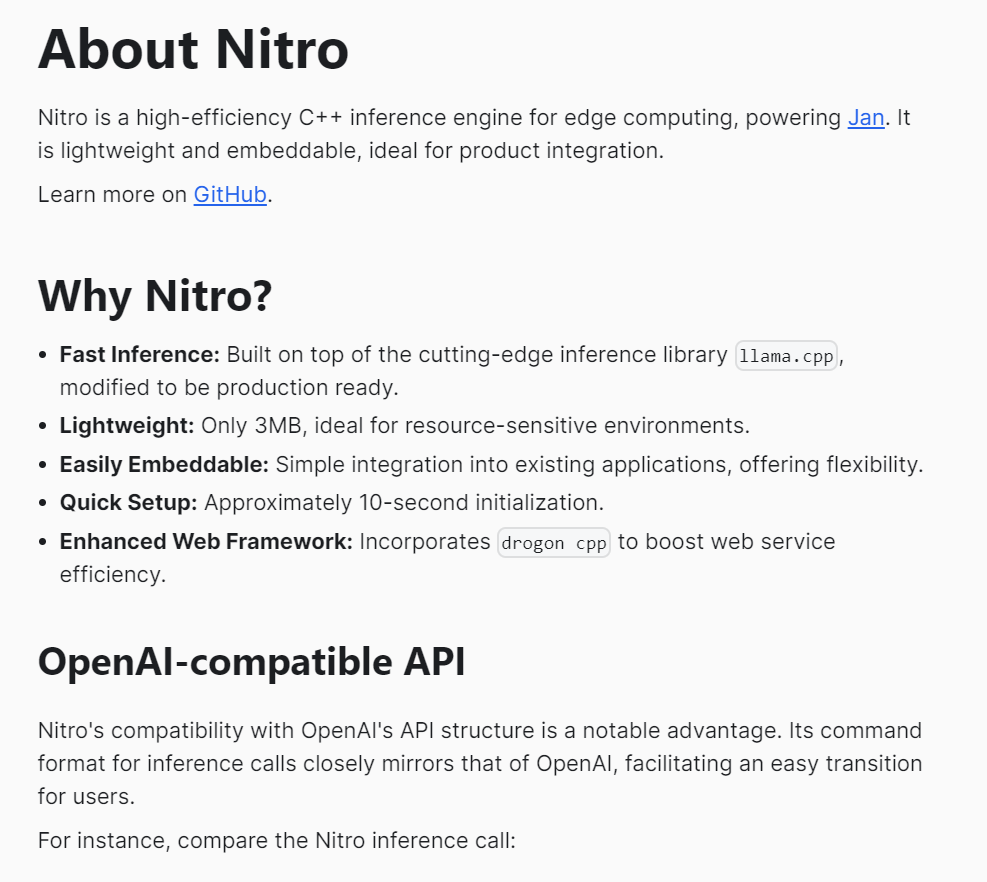 About Nitro
Nitro is a high-efficiency C++ inference engine for edge computing, powering Jan. It
is lightweight and embeddable, ideal for product integration.
Learn more on GitHub.
Why Nitro?
• Fast Inference: Built on top of the cutting-edge inference library llama.cpp,
modified to be production ready.
• Lightweight: Only 3MB, ideal for resource-sensitive environments.
• Easily Embeddable: Simple integration into existing applications, offering flexibility.
• Quick Setup: Approximately 10-second initialization.
• Enhanced Web Framework: Incorporates drogon cpp to boost web service
efficiency.
OpenAI-compatible API
Nitro's compatibility with OpenAI's API structure is a notable advantage. Its command
format for inference calls closely mirrors that of OpenAI, facilitating an easy transition
for users.
For instance, compare the Nitro inference call: